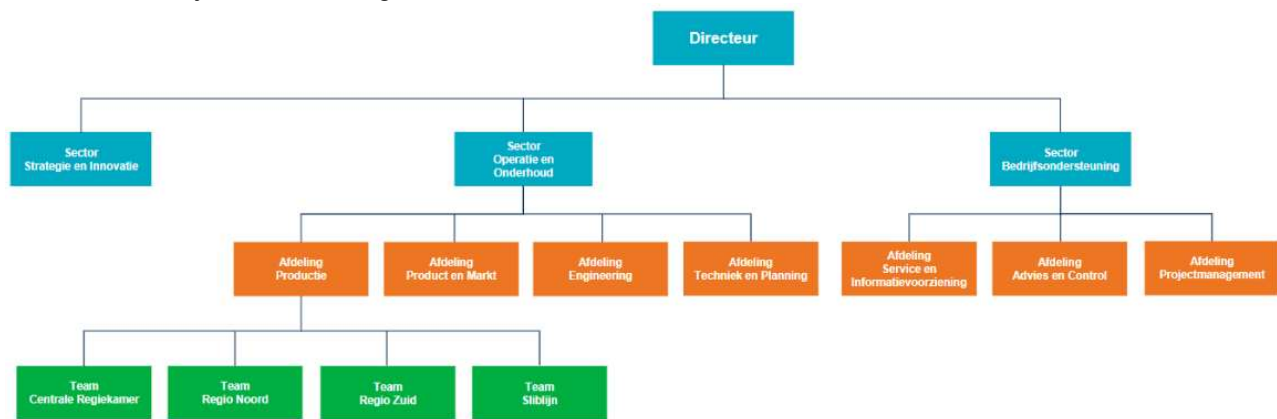 Directeur
Sector
Strategie en Innovatie
Sector
Operatie en
Onderhoud
Sector
Bedrijfsondersteuning
Afdeling
Productie
Afdeling
Product en Markt
Afdeling
Engineering
Afdeling
Techniek en Planning
Afdeling
Service en
Informatievoorziening
Afdeling
Advies en Control
Afdeling
Projectmanagement
Team
Centrale Regiekamer
Team
Regio Noord
Team
Regio Zuid
Team
Sliblijn